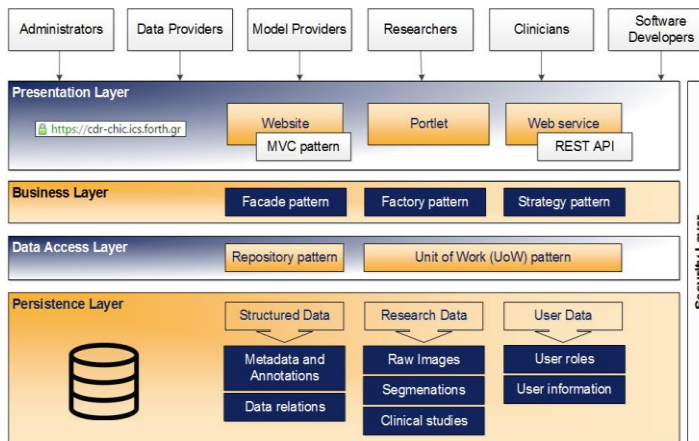 Administrators
Data Providers
Model Providers
Researchers
Clinicians
Software
Developers
Presentation Layer
https://cdr-chic.ics.forth.gr
Website
MVC pattern
Portlet
Web service
REST API
Business Layer
Facade pattern
Factory pattern
Strategy pattern
Data Access Layer
Repository pattern
Unit of Work (UoW) pattern
Persistence Layer
Structured Data
Research Data
User Data
Metadata and
Annotations
Data relations
Raw Images
Segmenations
Clinical studies
User roles
User information
Security Layer